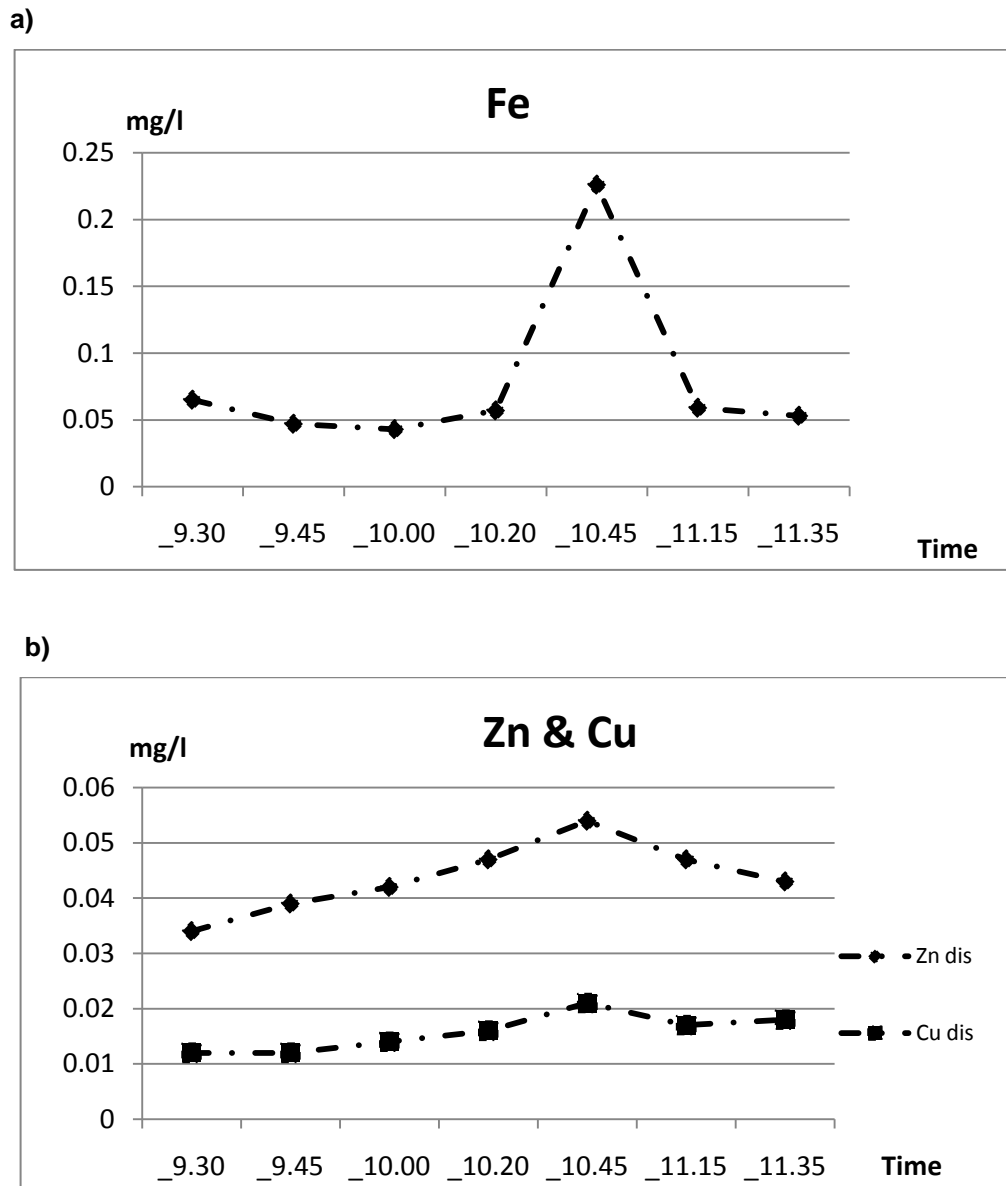 a)
Fe
mg/l
0.25
0.2
0.15
0.1
0.05
0
_9.30 _9.45 _10.00 _10.20 _10.45 _11.15 _11.35
Time
b)
Zn & Cu
mg/l
0.06
0.05
0.04
0.03
0.02
0.01
0
Zn dis
Cu dis
_9.30 _9.45 _10.00 _10.20 _10.45 _11.15 _11.35
Time